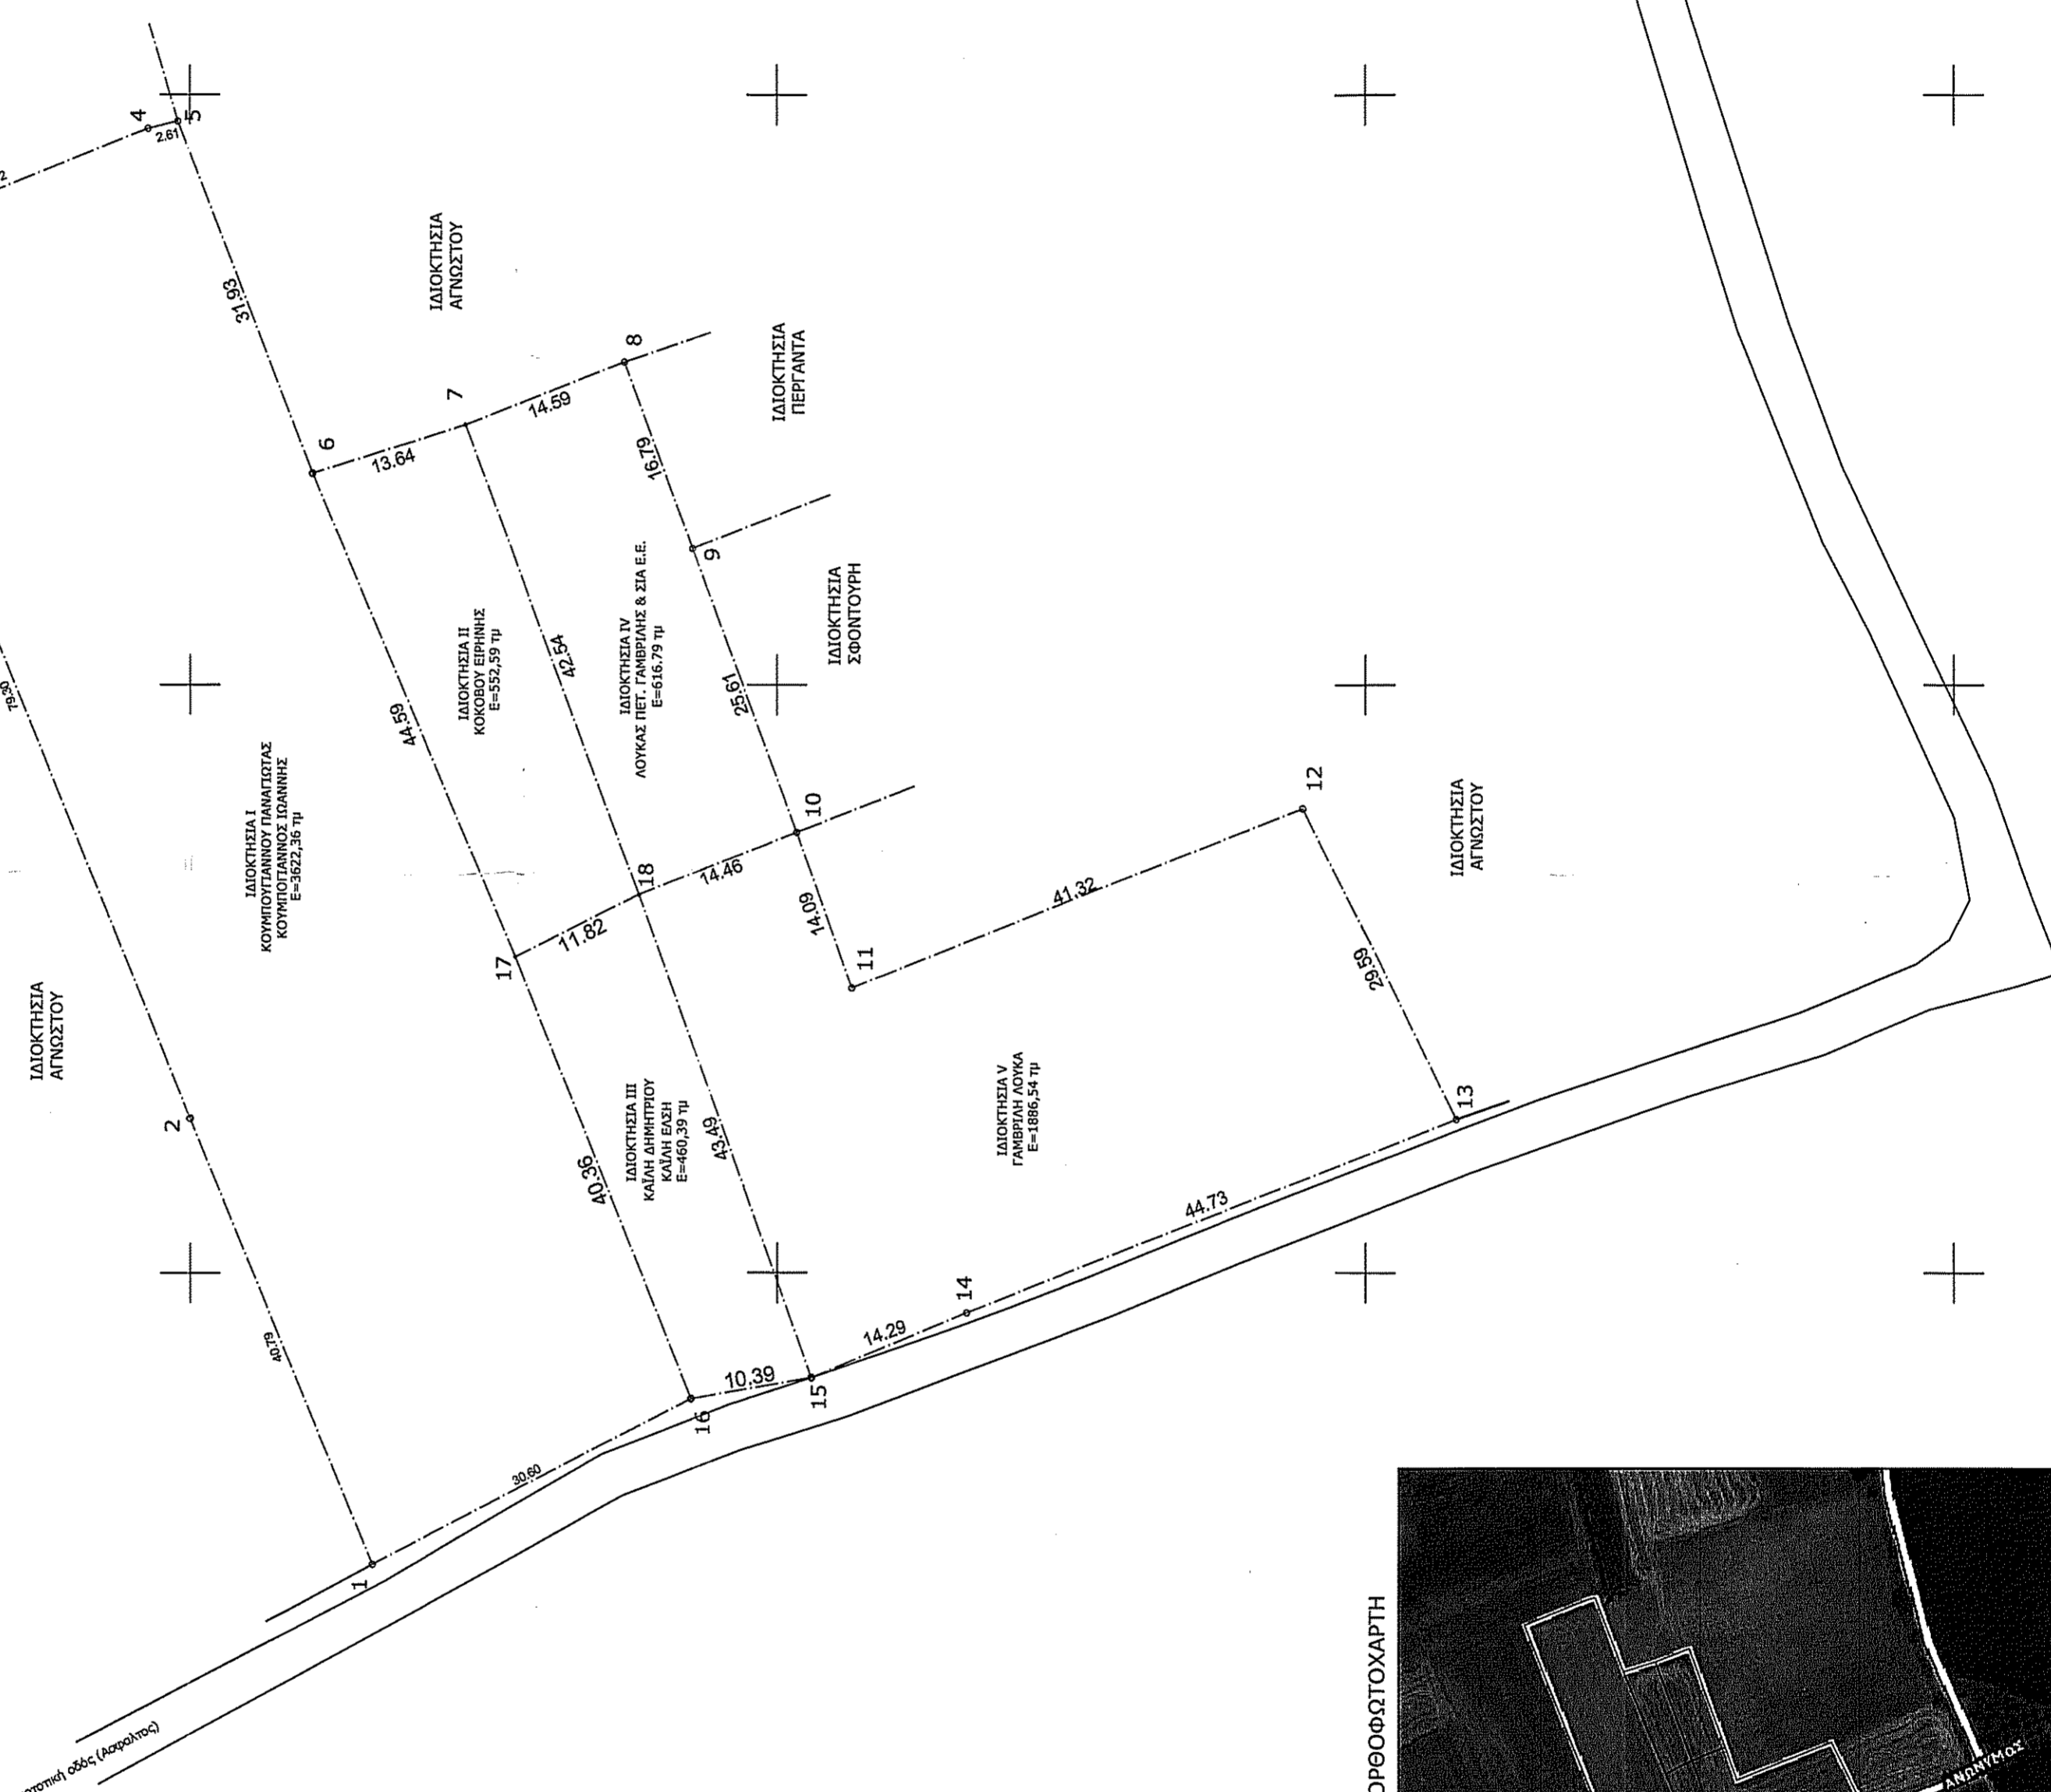 4
2.61
5
2
31.93
ΙΔΙΟΚΤΗΣΙΑ
ΑΓΝΩΣΤΟΥ
6
7
8
13.64
14.59
ΙΔΙΟΚΤΗΣΙΑ
ΠΕΡΓΑΝΤΑ
16.79
9
79.30
44.59
ΙΔΙΟΚΤΗΣΙΑ ΙΙ
ΚΟΚΟΒΟΥ ΕΙΡΗΝΗΣ
Ε=552,59 τμ
42.54
ΙΔΙΟΚΤΗΣΙΑ IV
ΛΟΥΚΑΣ ΠΕΤ. ΓΑΜΒΡΙΛΗΣ & ΣΙΑ Ε.Ε.
Ε=616.79 τμ
25.61
ΙΔΙΟΚΤΗΣΙΑ
ΣΦΟΝΤΟΥΡΗ
ΙΔΙΟΚΤΗΣΙΑ Ι
ΚΟΥΜΠΟΥΓΙΑΝΝΟΥ ΠΑΝΑΓΙΩΤΑΣ
ΚΟΥΜΠΟΓΙΑΝΝΟΣ ΙΩΑΝΝΗΣ
Ε=3622,36 τμ
10
12
ΙΔΙΟΚΤΗΣΙΑ
ΑΓΝΩΣΤΟΥ
18
14.46
17
11.82
14.09
11
41.32
29.59
ΙΔΙΟΚΤΗΣΙΑ
ΑΓΝΩΣΤΟΥ
2
40.36
ΙΔΙΟΚΤΗΣΙΑ ΙΙΙ
ΚΑΪΛΗ ΔΗΜΗΤΡΙΟΥ
ΚΑΪΛΗ ΕΛΣΗ
Ε=460,39 τμ
43.49
ΙΔΙΟΚΤΗΣΙΑ V
ΓΑΜΒΡΙΛΗ ΛΟΥΚΑ
Ε=1886,54 τμ
13
44.73
14
14.29
40.79
10.39
15
16
30.60
1
οδός (Ασφαλτος)
ΟΡΘΟΦΩΤΟΧΑΡΤΗ
ΑΝΩΝΥΜΟΣ